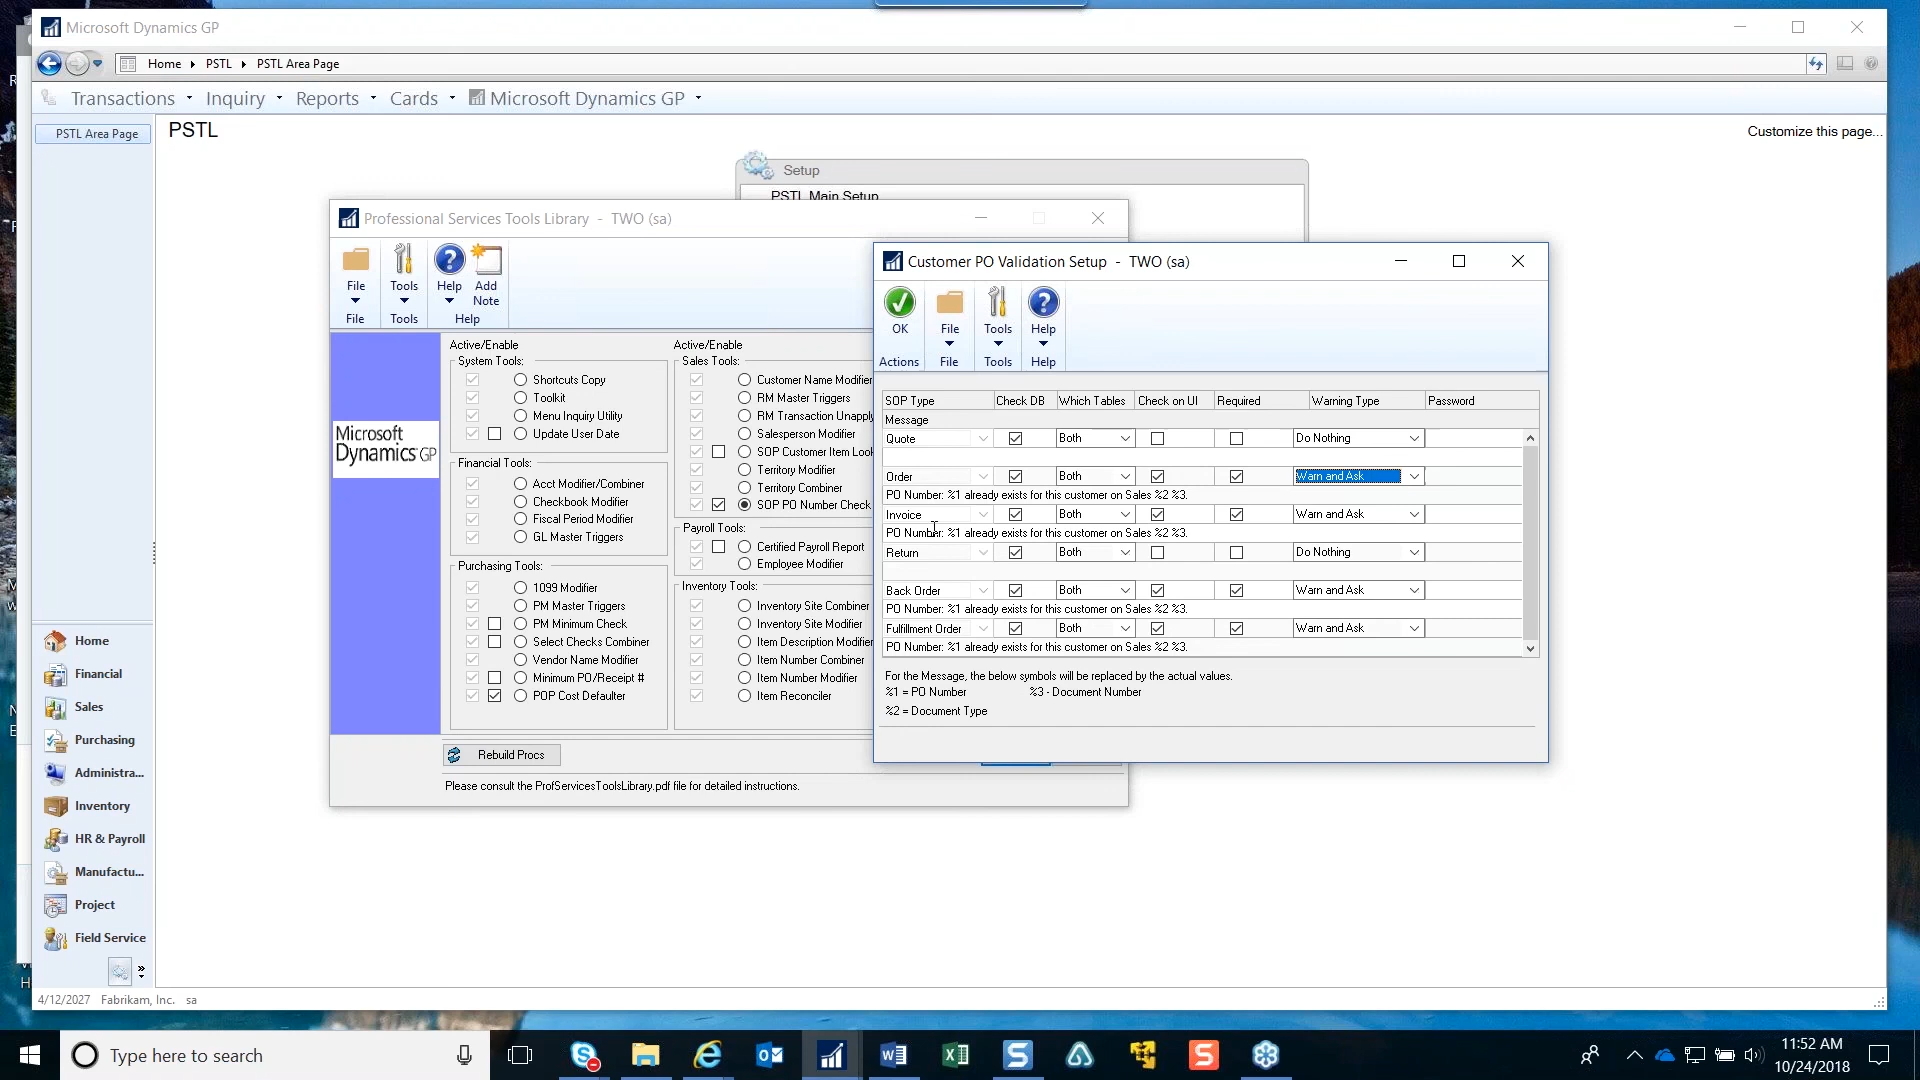 Microsoft Dynamics GP
Home PSTL PSTL Area Page
Transactions Inquiry Reports Cards Microsoft Dynamics GP
PSTL Area Page
PSTL
Customize this page...
Setup
PSTL Main Setup
Professional Services Tools Library - TWO (sa)
File Tools Help Add Note
File Tools Help
Active/Enable
System Tools:
Shortcuts Copy
Toolkit
Menu Inquiry Utility
Update User Date
Financial Tools:
Acct Modifier/Combiner
Checkbook Modifier
Fiscal Period Modifier
GL Master Triggers
Purchasing Tools:
1099 Modifier
PM Master Triggers
PM Minimum Check
Select Checks Combiner
Vendor Name Modifier
Minimum PO/Receipt #
POP Cost Defaulter
Active/Enable
Sales Tools:
Customer Name Modifier
RM Master Triggers
RM Transaction Unapply
Salesperson Modifier
SOP Customer Item Look
Territory Modifier
Territory Combiner
SOP PO Number Check
Payroll Tools:
Certified Payroll Report
Employee Modifier
Inventory Tools:
Inventory Site Combiner
Inventory Site Modifier
Item Description Modifier
Item Number Combiner
Item Number Modifier
Item Reconciler
Microsoft
Dynamics GP
Rebuild Procs
Please consult the ProfServicesToolsLibrary.pdf file for detailed instructions.
Customer PO Validation Setup - TWO (sa)
OK File Tools Help
Actions File Tools Help
SOP Type Check DB Which Tables Check on UI Required Warning Type Password
Message
Quote Both Do Nothing
Order Both Warn and Ask
PO Number: %1 already exists for this customer on Sales %2 %3.
Invoice Both Warn and Ask
PO Number: %1 already exists for this customer on Sales %2 %3.
Return Both Do Nothing
Back Order Both Warn and Ask
PO Number: %1 already exists for this customer on Sales %2 %3.
Fulfillment Order Both Warn and Ask
PO Number: %1 already exists for this customer on Sales %2 %3.
For the Message, the below symbols will be replaced by the actual values.
%1 = PO Number %3 - Document Number
%2 = Document Type
Home
Financial
Sales
Purchasing
Administra...
Inventory
HR & Payroll
Manufactu...
Project
Field Service
4/12/2027 Fabrikam, Inc. sa
Type here to search
11:52 AM
10/24/2018